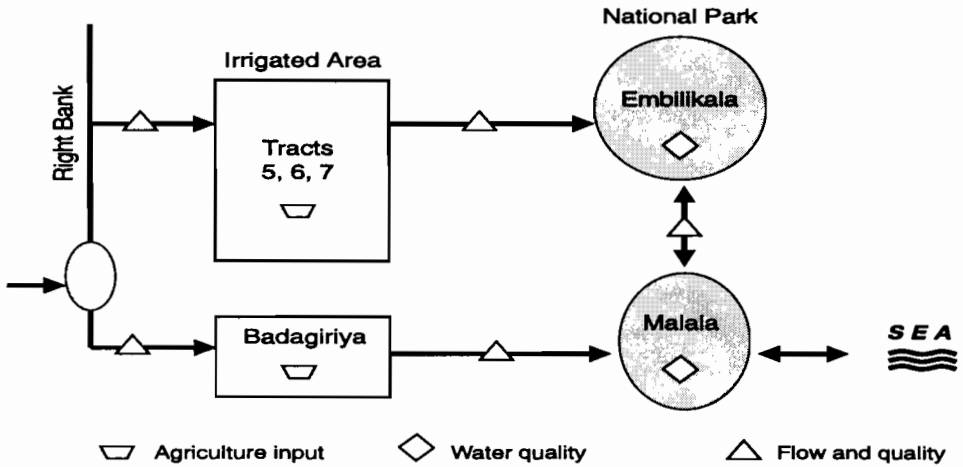 National Park
Irrigated Area
Embilikala
Right Bank
Tracts
5, 6, 7
Badagiriya
Malala
SEA
Agriculture input
Water quality
Flow and quality